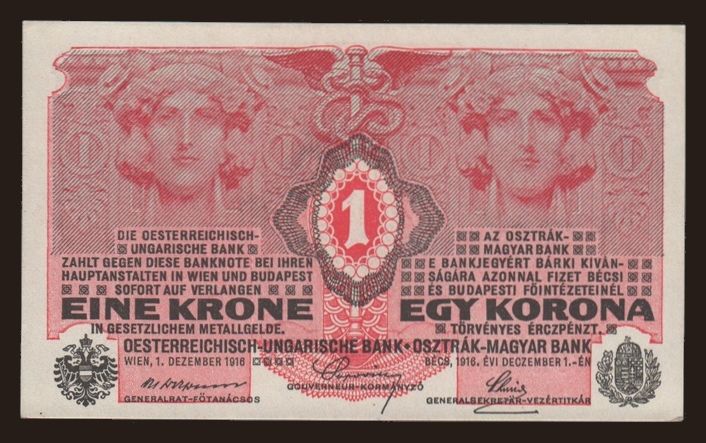 1
DIE OESTERREICHISCH-
UNGARISCHE BANK
ZAHLT GEGEN DIESE BANKNOTE BEI IHREN
HAUPTANSTALTEN IN WIEN UND BUDAPEST
SOFORT AUF VERLANGEN
EINE KRONE
IN GESETZLICHEM METALLGELDE.
AZ OSZTRÁK-
MAGYAR BANK
E BANKJEGYÉRT BÁRKI KIVÁN-
SÁGÁRA AZONNAL FIZET BÉCSI
ÉS BUDAPESTI FŐINTÉZETEINÉL
EGY KORONA
TÖRVÉNYES ÉRCZPÉNZT.
OESTERREICHISCH-UNGARISCHE BANK • OSZTRÁK-MAGYAR BANK
WIEN, 1. DEZEMBER 1916
BÉCS, 1916. ÉVI DECZEMBER 1.-ÉN
GENERALRAT-FŐTANÁCSOS
GOUVERNEUR-KORMÁNYZÓ
GENERALSEKRETÄR-VEZÉRTITKÁR